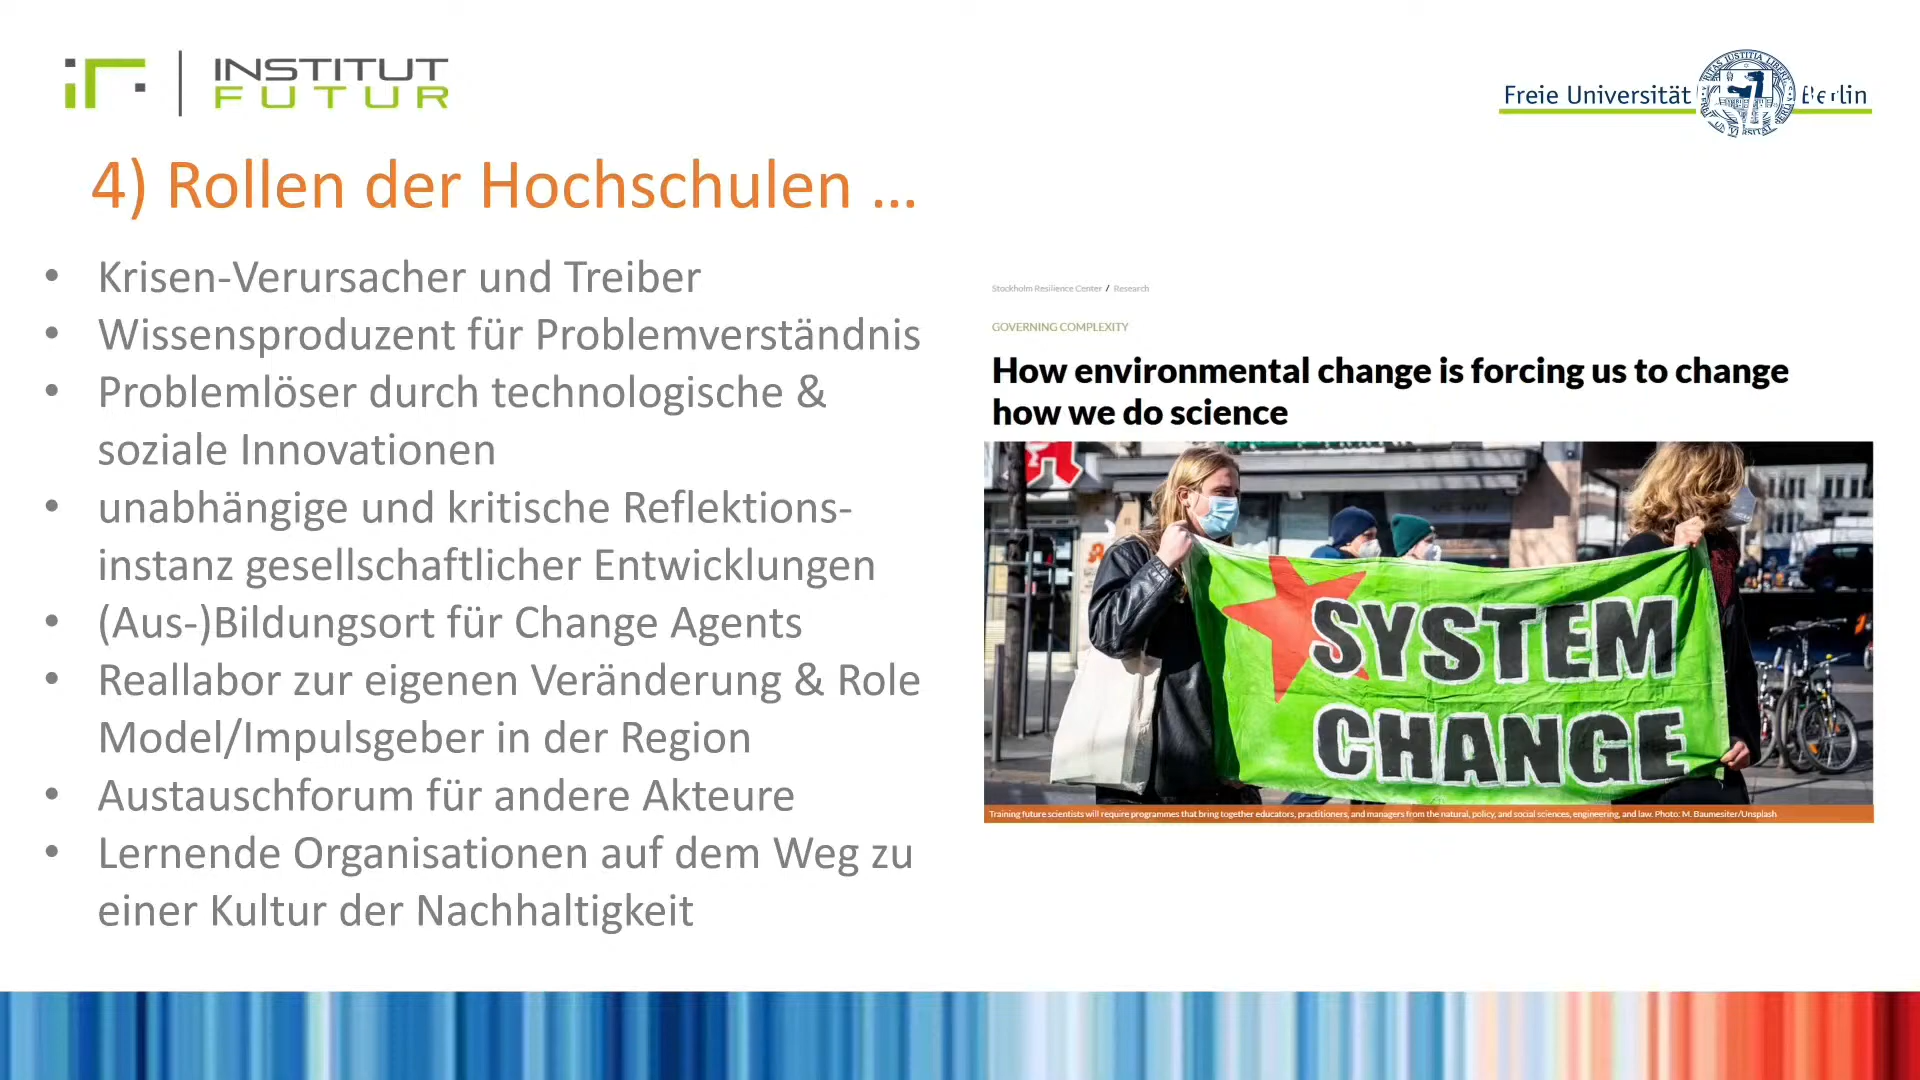 INSTITUT
FUTUR
Freie Universität Berlin
4) Rollen der Hochschulen ...
• Krisen-Verursacher und Treiber
• Wissensproduzent für Problemverständnis
• Problemlöser durch technologische &
soziale Innovationen
• unabhängige und kritische Reflektions-
instanz gesellschaftlicher Entwicklungen
• (Aus-)Bildungsort für Change Agents
• Reallabor zur eigenen Veränderung & Role
Model/Impulsgeber in der Region
• Austauschforum für andere Akteure
• Lernende Organisationen auf dem Weg zu
einer Kultur der Nachhaltigkeit
Stockholm Resilience Center / Research
GOVERNING COMPLEXITY
How environmental change is forcing us to change
how we do science
SYSTEM
CHANGE
Training future scientists will require programmes that bring together educators, practitioners, and managers from the natural, policy, and social sciences, engineering, and law. Photo: M. Baumesiter/Unsplash